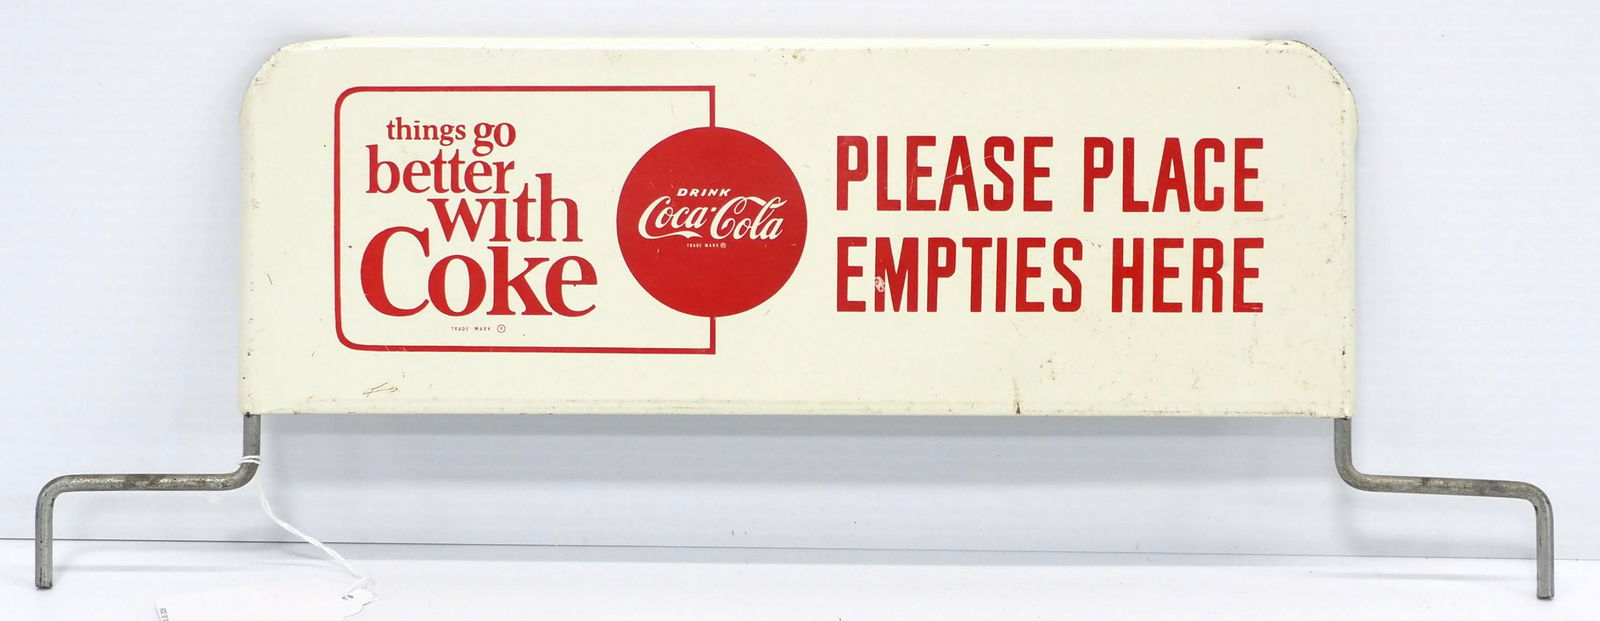 things go
better
with
Coke
TRADE-MARK ®
DRINK
Coca-Cola
TRADE MARK ®
PLEASE PLACE
EMPTIES HERE